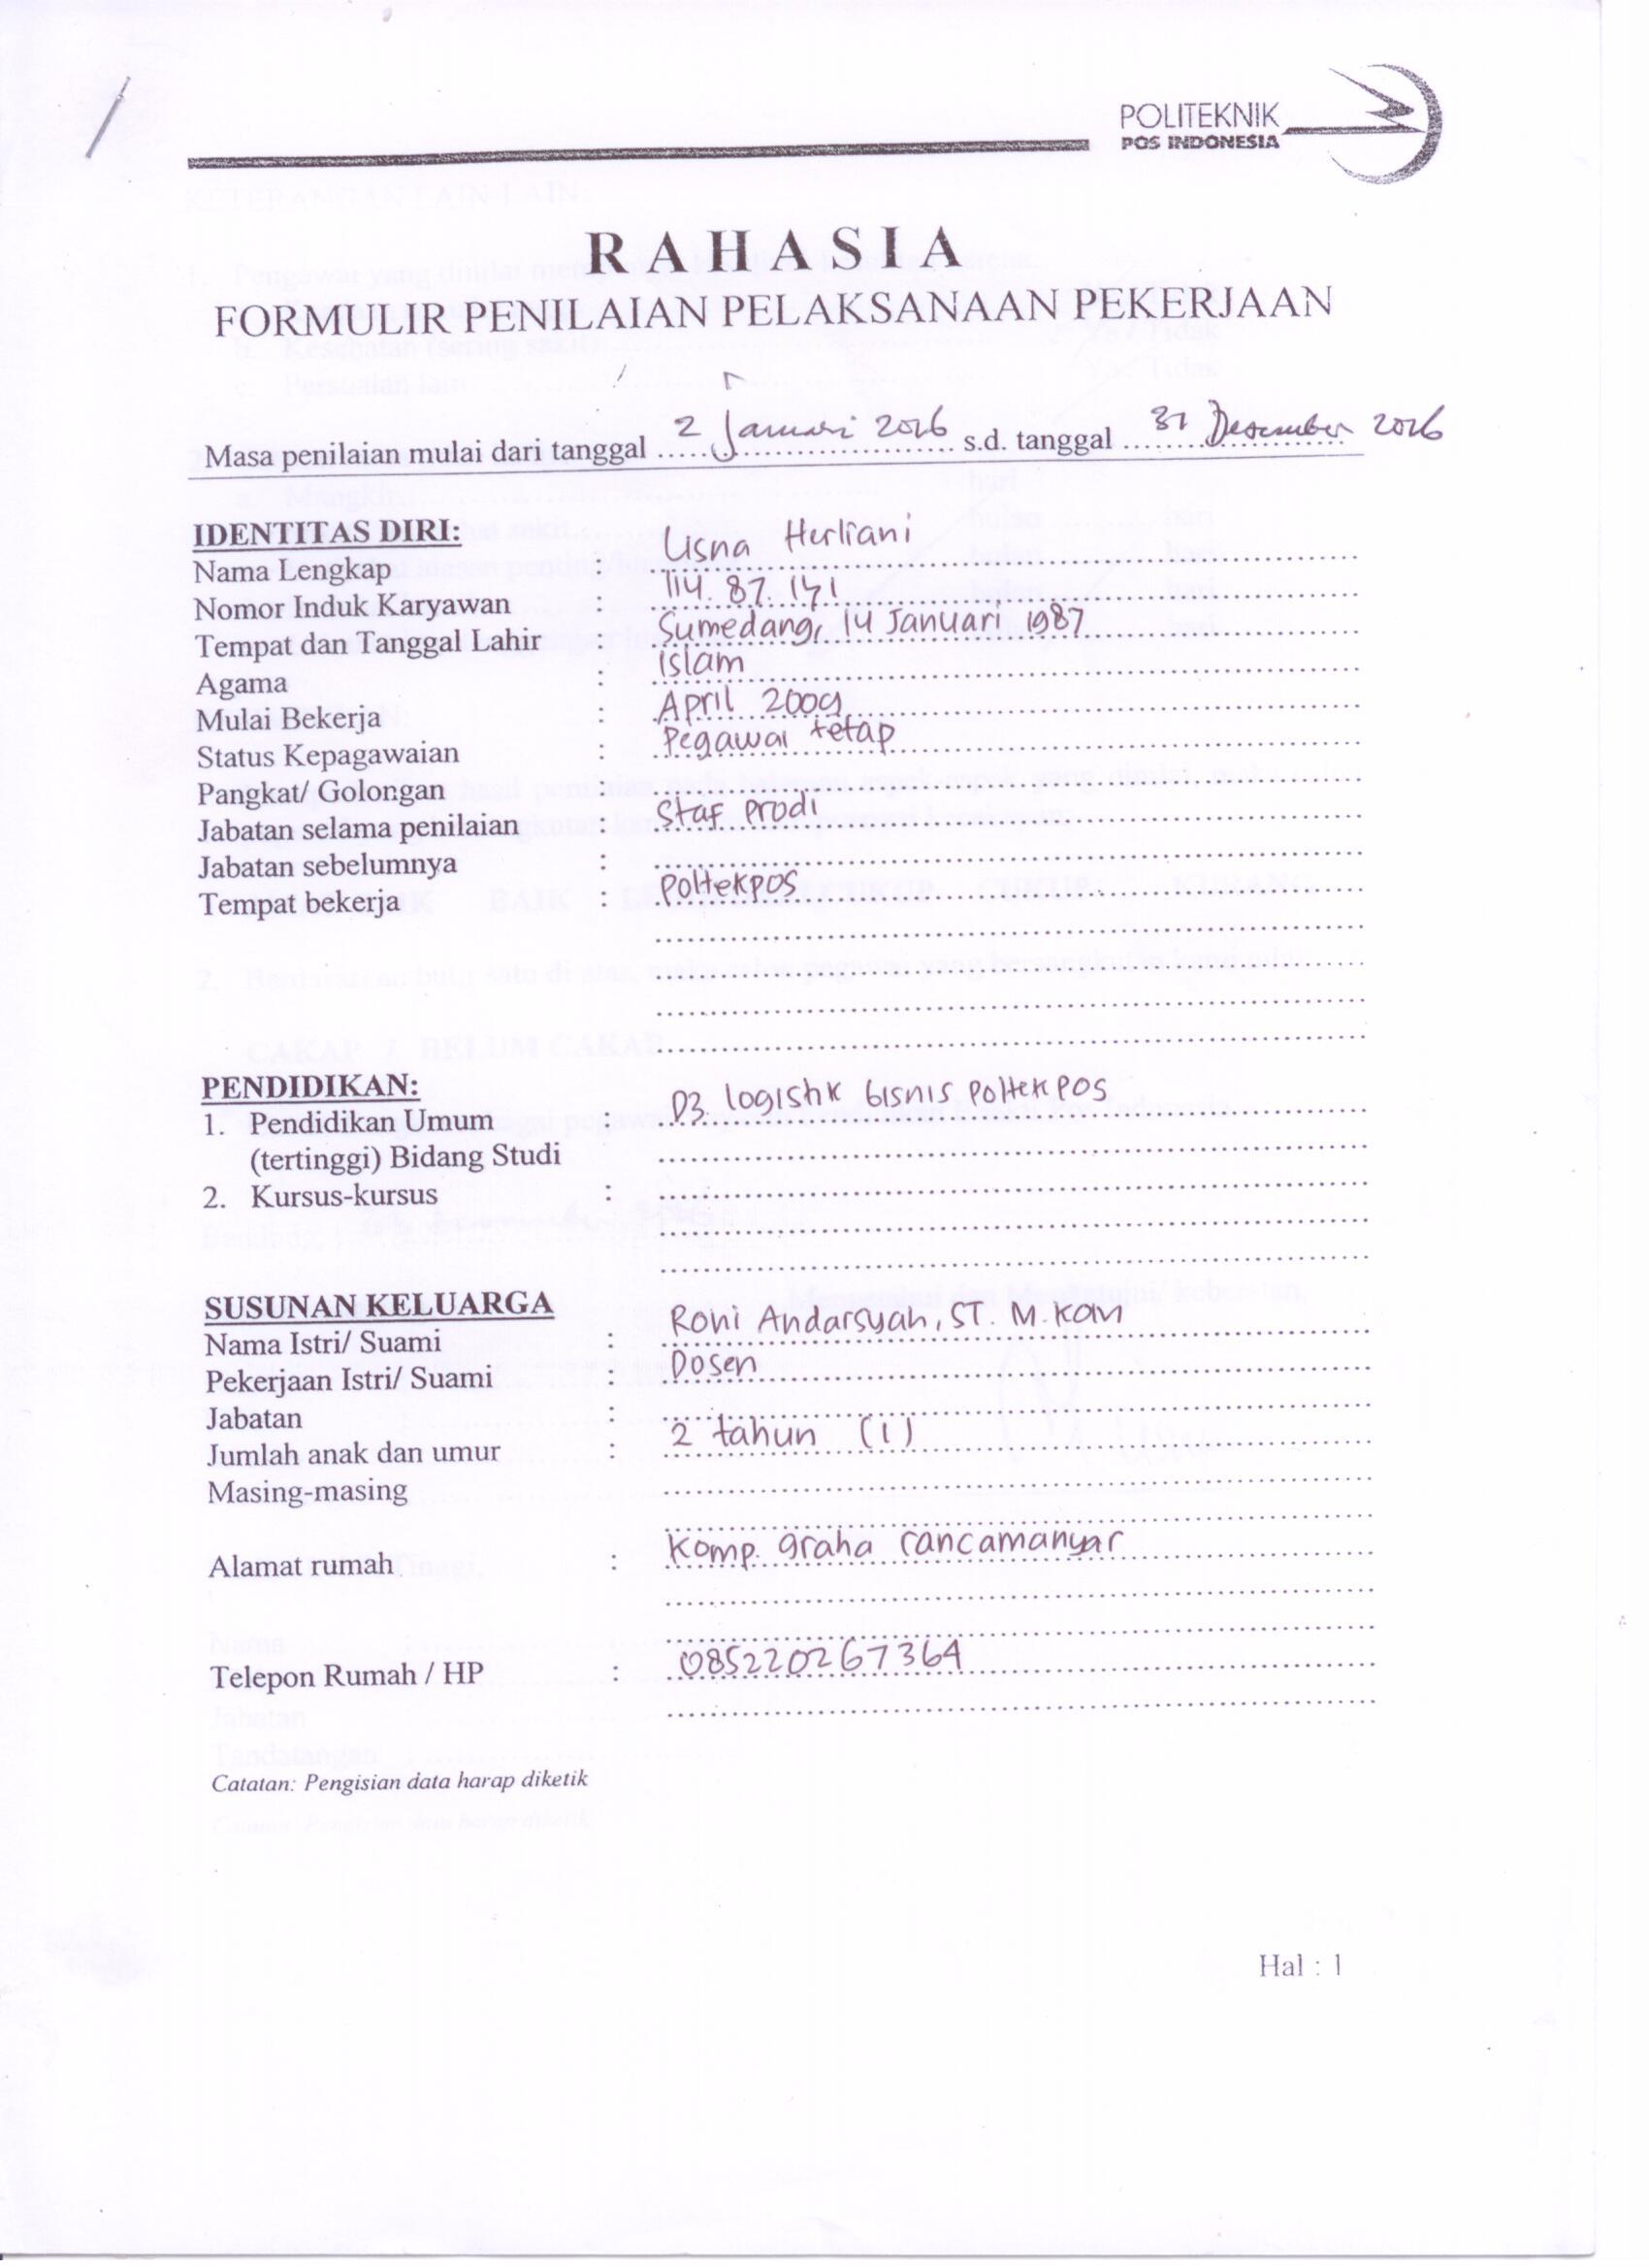 POLITEKNIK
POS INDONESIA
RAHASIA
FORMULIR PENILAIAN PELAKSANAAN PEKERJAAN
Masa penilaian mulai dari tanggal 2 Januari 2016 s.d. tanggal 31 Desember 2016
IDENTITAS DIRI:
Nama Lengkap : Usna Herliani
Nomor Induk Karyawan : 114.87.141
Tempat dan Tanggal Lahir : Sumedang, 14 Januari 1987
Agama : islam
Mulai Bekerja : April 2009
Status Kepagawaian : Pegawai tetap
Pangkat/ Golongan :
Jabatan selama penilaian : Staf prodi
Jabatan sebelumnya :
Tempat bekerja : Poltekpos
PENDIDIKAN:
1. Pendidikan Umum D3 logistik bisnis poltekpos
(tertinggi) Bidang Studi
2. Kursus-kursus :
SUSUNAN KELUARGA
Nama Istri/ Suami : Roni Andarsyah, ST. M.Kom
Pekerjaan Istri/ Suami : Dosen
Jabatan :
Jumlah anak dan umur : 2 tahun (1)
Masing-masing
Alamat rumah : Komp. graha rancamanyar
Telepon Rumah / HP : 085220267364
Catatan: Pengisian data harap diketik
Hal : 1